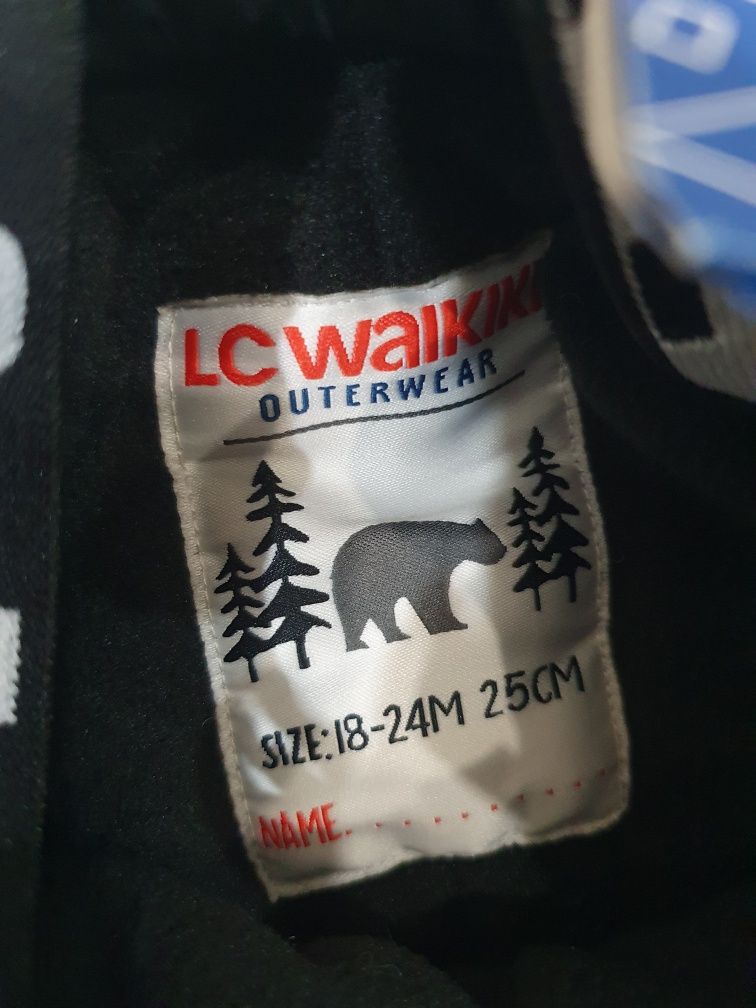 LC WAIKIKI
OUTERWEAR
SIZE:18-24M 25CM
NAME............